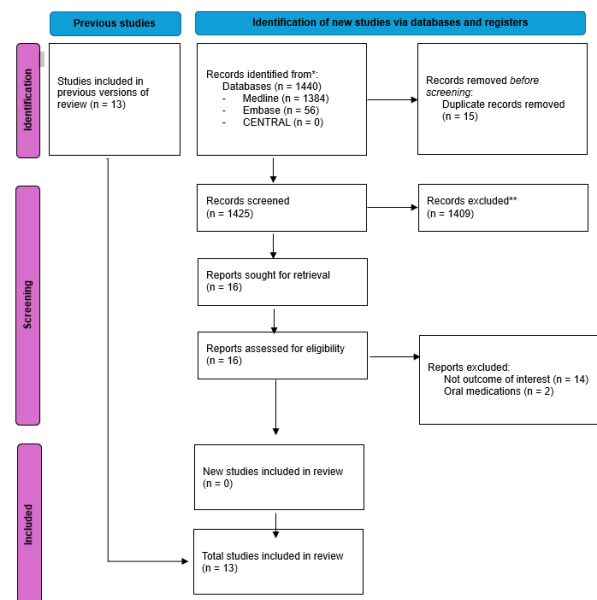 Previous studies
Identification of new studies via databases and registers
Identification
Studies included in
previous versions of
review (n = 13)
Records identified from*:
Databases (n = 1440)
- Medline (n = 1384)
- Embase (n = 56)
- CENTRAL (n = 0)
Records removed before
screening:
Duplicate records removed
(n = 15)
Screening
Records screened
(n = 1425)
Records excluded**
(n = 1409)
Reports sought for retrieval
(n = 16)
Reports assessed for eligibility
(n = 16)
Reports excluded:
Not outcome of interest (n = 14)
Oral medications (n = 2)
Included
New studies included in review
(n = 0)
Total studies included in review
(n = 13)